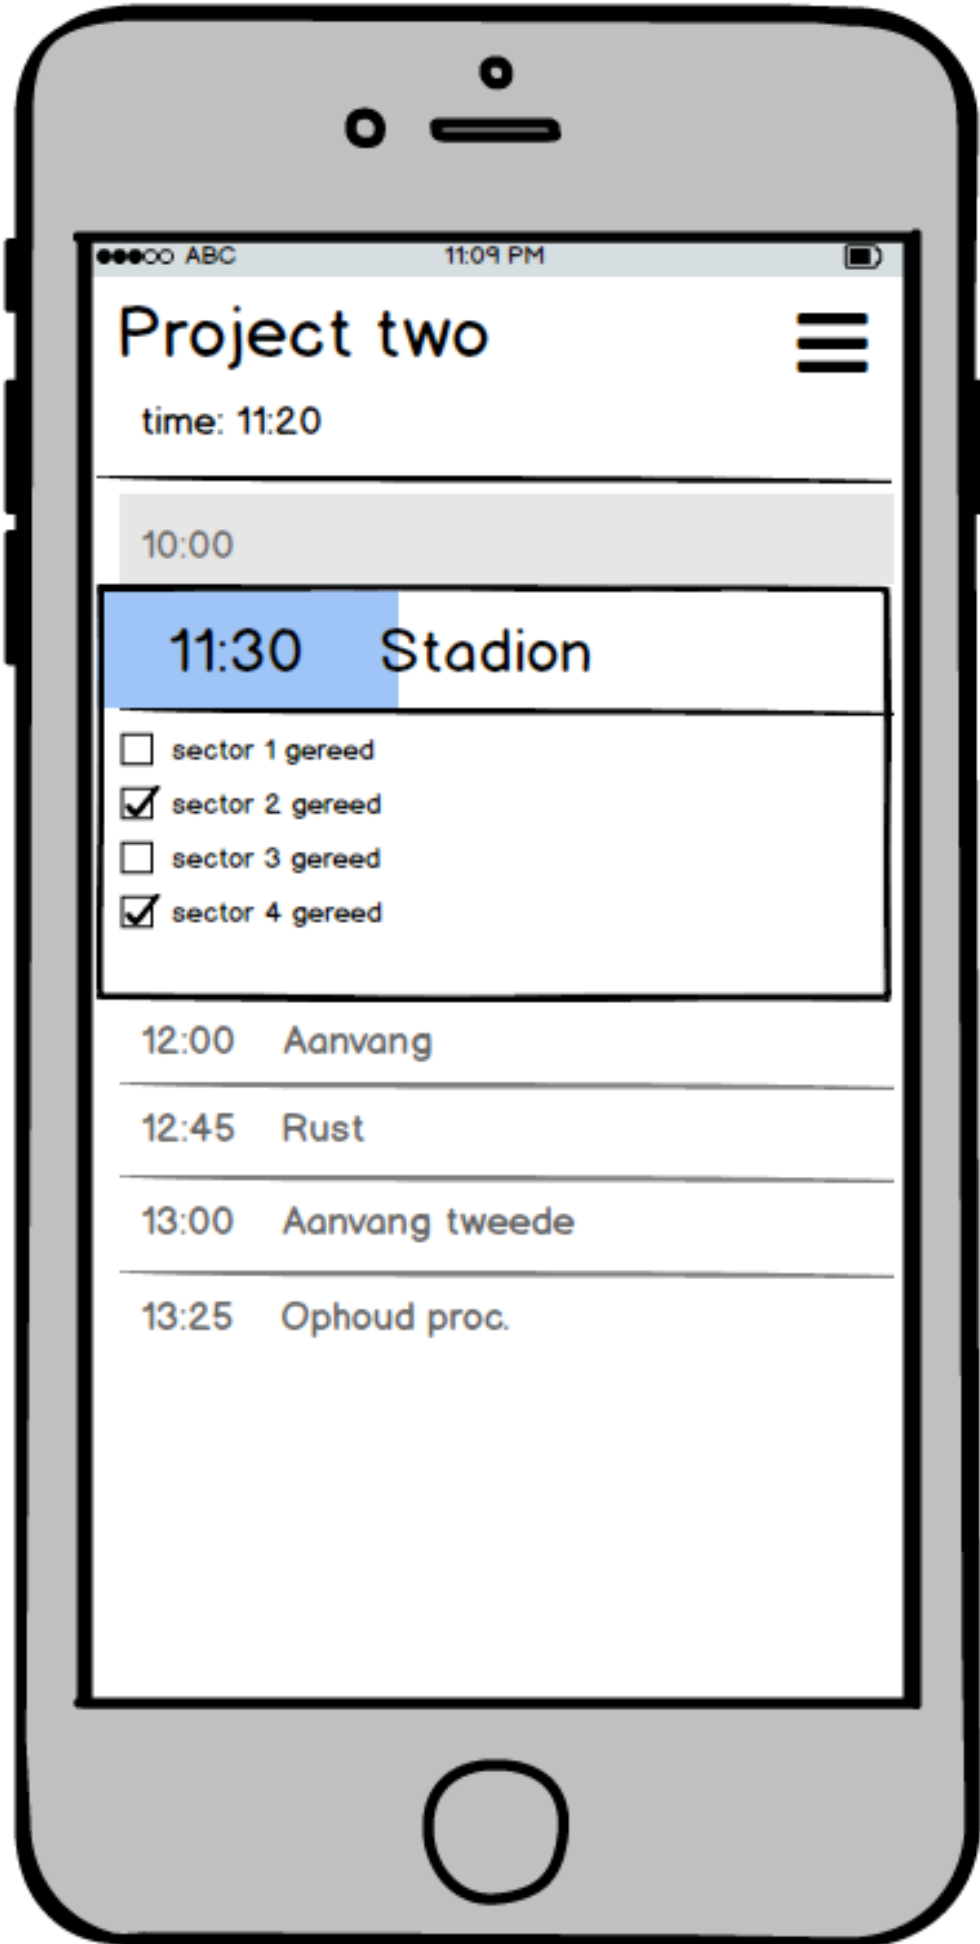 ABC 11:09 PM
Project two
time: 11:20
10:00
11:30 Stadion
sector 1 gereed
sector 2 gereed
sector 3 gereed
sector 4 gereed
12:00 Aanvang
12:45 Rust
13:00 Aanvang tweede
13:25 Ophoud proc.